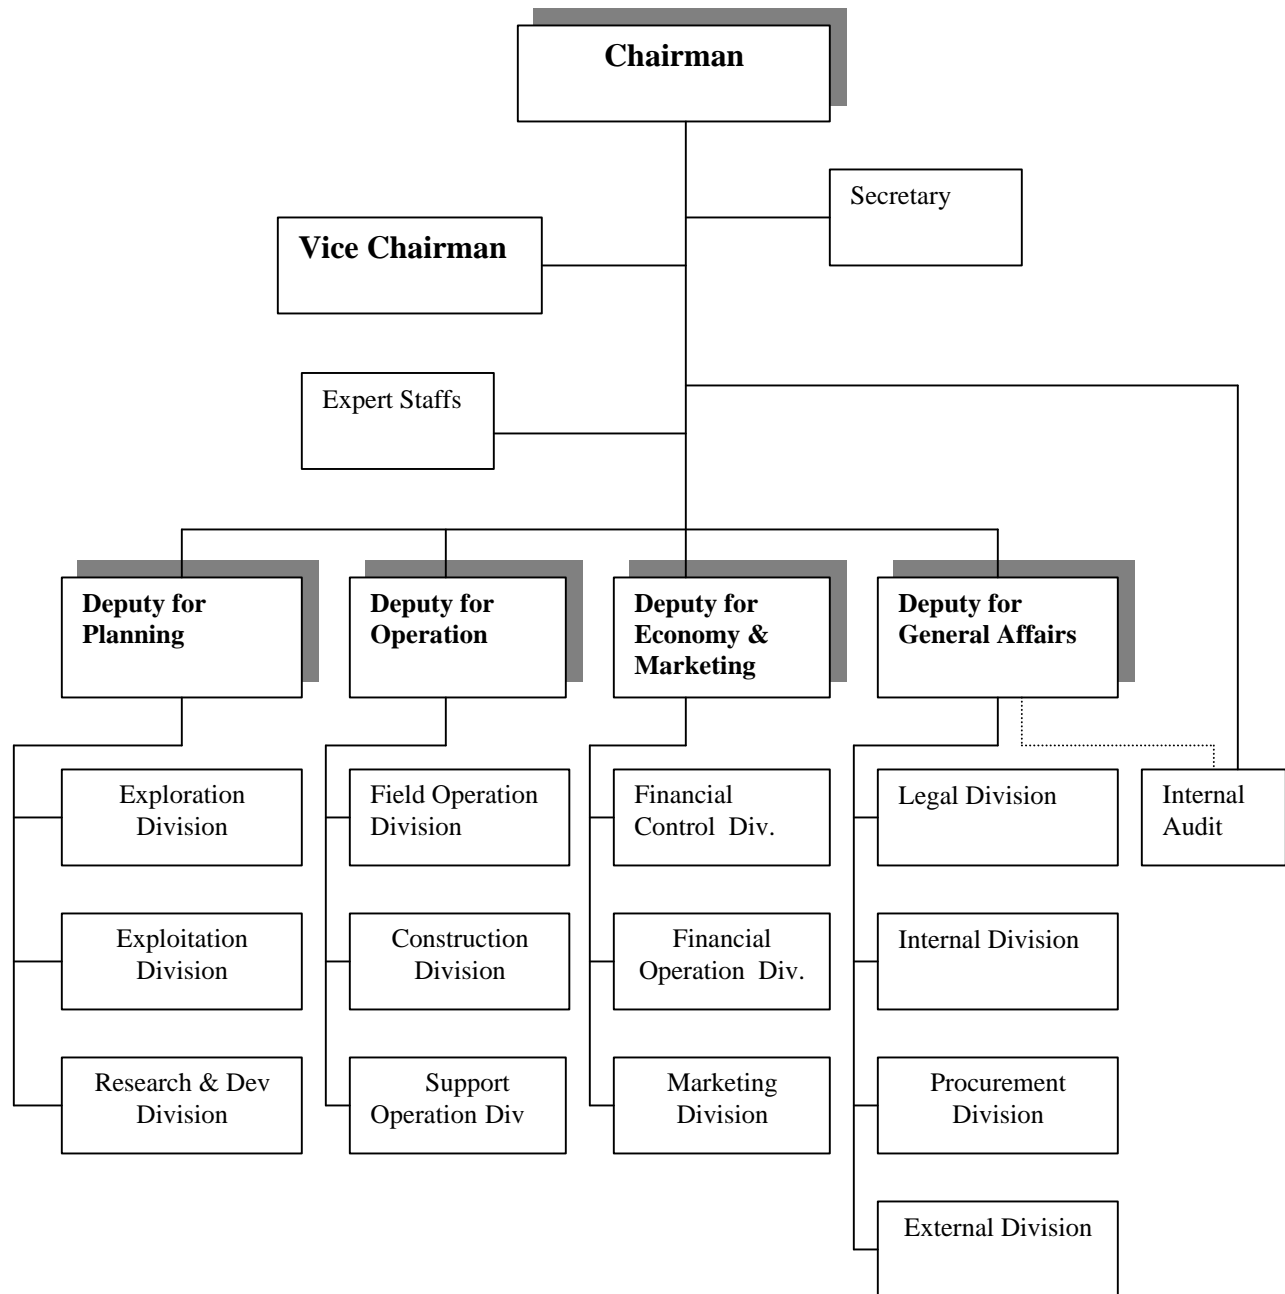 Chairman
Secretary
Vice Chairman
Expert Staffs
Deputy for
Planning
Deputy for
Operation
Deputy for
Economy &
Marketing
Deputy for
General Affairs
Exploration
Division
Field Operation
Division
Financial
Control Div.
Legal Division
Internal
Audit
Exploitation
Division
Construction
Division
Financial
Operation Div.
Internal Division
Research & Dev
Division
Support
Operation Div
Marketing
Division
Procurement
Division
External Division